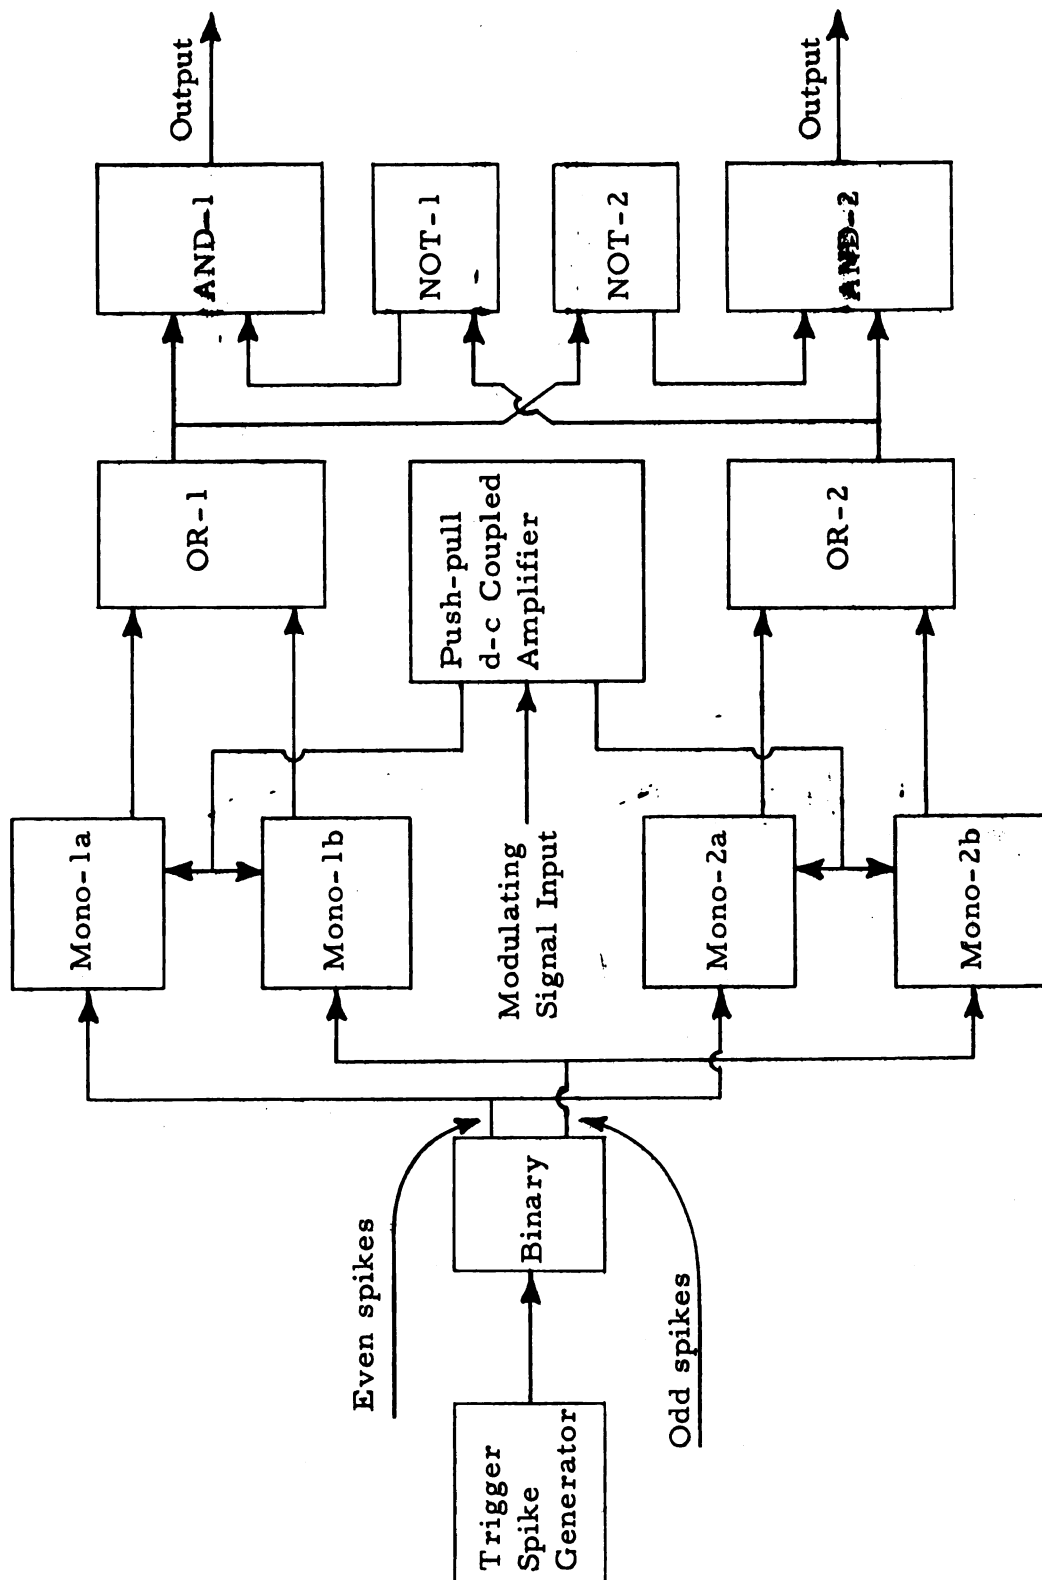 Trigger
Spike
Generator
Even spikes
Odd spikes
Binary
Mono-1a
Mono-1b
Modulating
Signal Input
Mono-2a
Mono-2b
OR-1
Push-pull
d-c Coupled
Amplifier
OR-2
AND-1
NOT-1
NOT-2
AND-2
Output
Output